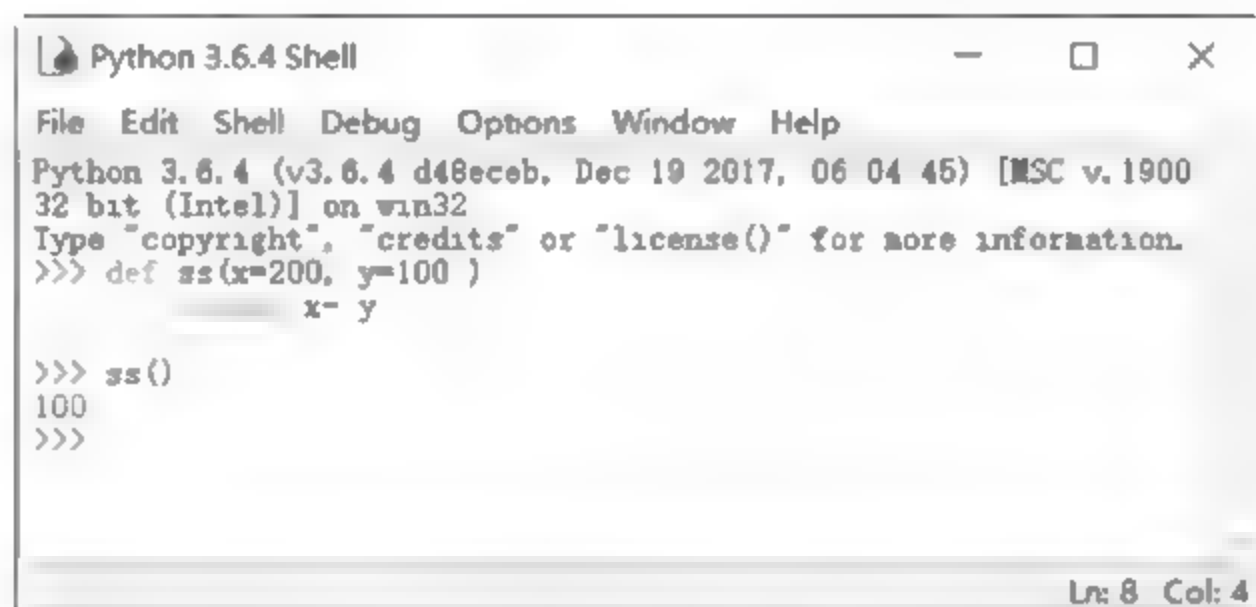 Python 3.6.4 Shell
File Edit Shell Debug Options Window Help
Python 3.6.4 (v3.6.4 d48eceb, Dec 19 2017, 06 04 45) [MSC v.1900
32 bit (Intel)] on win32
Type "copyright", "credits" or "license()" for more information.
>>> def ss(x=200, y=100 )
x- y
>>> ss()
100
>>>
Ln: 8 Col: 4